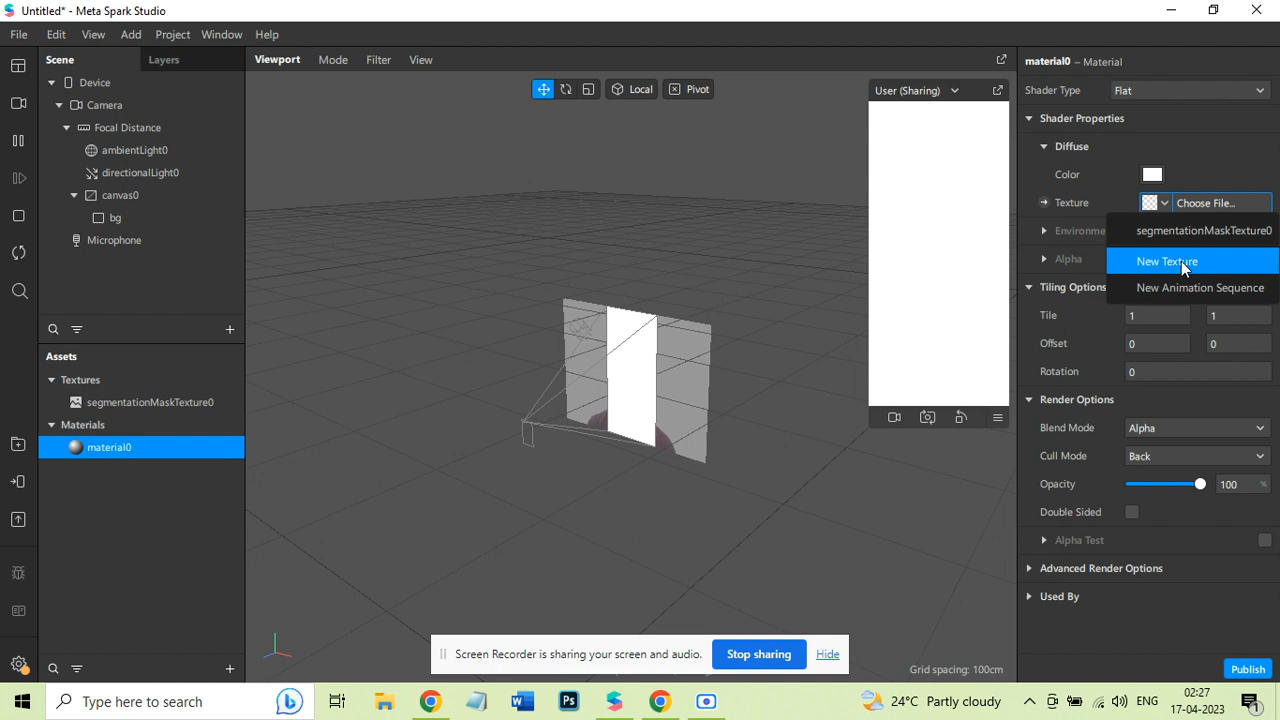 Untitled* - Meta Spark Studio
File Edit View Add Project Window Help
Scene Layers
Device
Camera
Focal Distance
ambientLight0
directionalLight0
canvas0
bg
Microphone
Assets
Textures
segmentationMaskTexture0
Materials
material0
Viewport Mode Filter View
Local Pivot
User (Sharing)
Grid spacing: 100cm
Screen Recorder is sharing your screen and audio. Stop sharing Hide
material0 – Material
Shader Type Flat
Shader Properties
Diffuse
Color
Texture Choose File...
segmentationMaskTexture0
Environme
New Texture
Alpha
New Animation Sequence
Tiling Options
Tile 1 1
Offset 0 0
Rotation 0
Render Options
Blend Mode Alpha
Cull Mode Back
Opacity 100 %
Double Sided
Alpha Test
Advanced Render Options
Used By
Publish
Type here to search
24°C Partly cloudy
ENG
02:27
17-04-2023
1